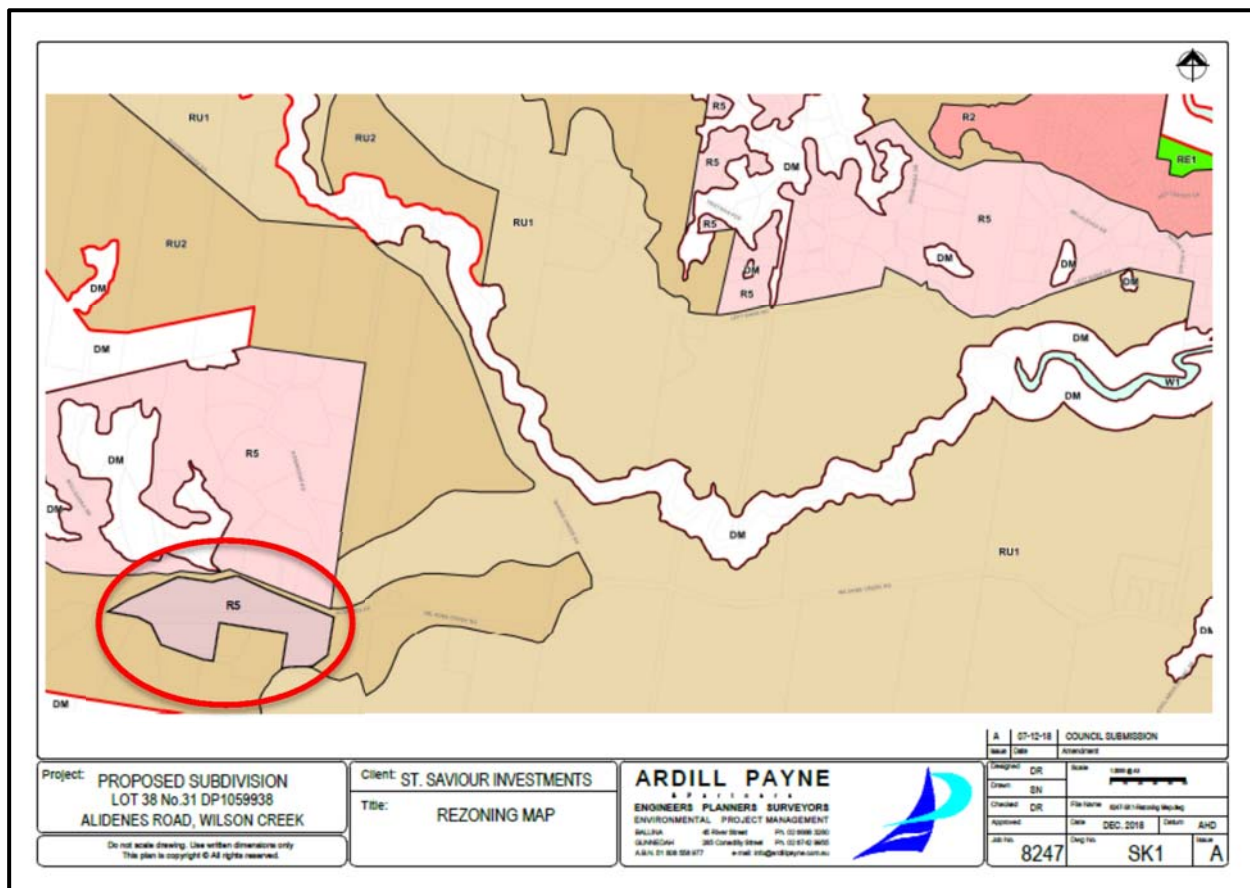 RU1
RU2
R5
R2
DM
RE1
RU1
R5
R5
RU2
R5
DM
DM
DM
DM
R5
DM
DM
DM
W1
DM
R5
DM
DM
DM
RU1
R5
DM
DM
A 07-12-18 COUNCIL SUBMISSION
Issue Date Amendment
Project: PROPOSED SUBDIVISION
LOT 38 No.31 DP1059938
ALIDENES ROAD, WILSON CREEK
Do not scale drawing. Use written dimensions only
This plan is copyright © All rights reserved.
Client: ST. SAVIOUR INVESTMENTS
Title: REZONING MAP
ARDILL PAYNE
& Partners
ENGINEERS PLANNERS SURVEYORS
ENVIRONMENTAL PROJECT MANAGEMENT
BALLINA 45 River Street
GUNNEDAH 285 Conadilly Street
Designed DR Scale
Drawn SN
Checked DR File Name
Approved Date DEC. 2018 Datum AHD
Job No. 8247 Dwg No. SK1 Issue A